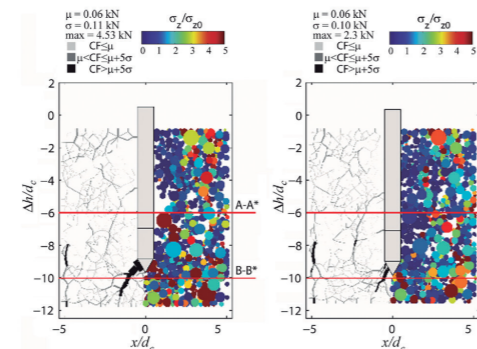 μ = 0.06 kN
σ = 0.11 kN
max = 4.53 kN
CF≤μ
μ<CF≤μ+5σ
CF>μ+5σ
σz/σz0
0 1 2 3 4 5
2
0
−2
−4
−6
−8
−10
−12
Δh/dc
A-A*
B-B*
−5 0 5
x/dc
μ = 0.06 kN
σ = 0.10 kN
max = 2.3 kN
CF≤μ
μ<CF≤μ+5σ
CF>μ+5σ
σz/σz0
0 1 2 3 4 5
2
0
−2
−4
−6
−8
−10
−12
Δh/dc
−5 0 5
x/dc